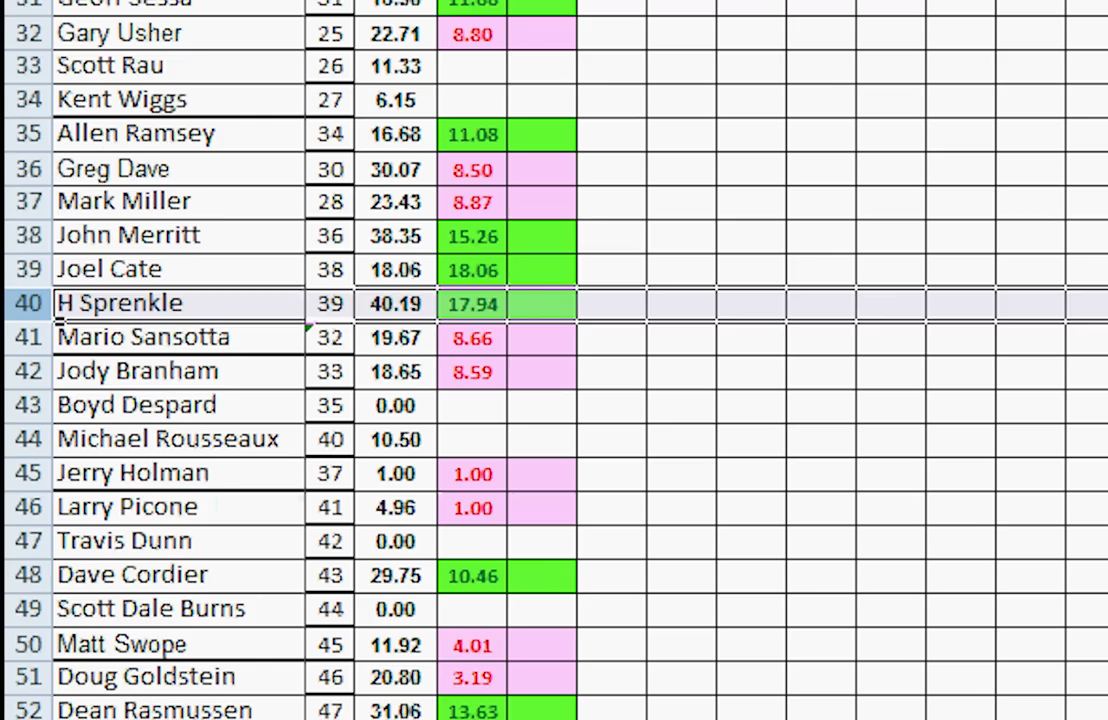 32 Gary Usher 25 22.71 8.80
33 Scott Rau 26 11.33
34 Kent Wiggs 27 6.15
35 Allen Ramsey 34 16.68 11.08
36 Greg Dave 30 30.07 8.50
37 Mark Miller 28 23.43 8.87
38 John Merritt 36 38.35 15.26
39 Joel Cate 38 18.06 18.06
40 H Sprenkle 39 40.19 17.94
41 Mario Sansotta 32 19.67 8.66
42 Jody Branham 33 18.65 8.59
43 Boyd Despard 35 0.00
44 Michael Rousseaux 40 10.50
45 Jerry Holman 37 1.00 1.00
46 Larry Picone 41 4.96 1.00
47 Travis Dunn 42 0.00
48 Dave Cordier 43 29.75 10.46
49 Scott Dale Burns 44 0.00
50 Matt Swope 45 11.92 4.01
51 Doug Goldstein 46 20.80 3.19
52 Dean Rasmussen 47 31.06 13.63